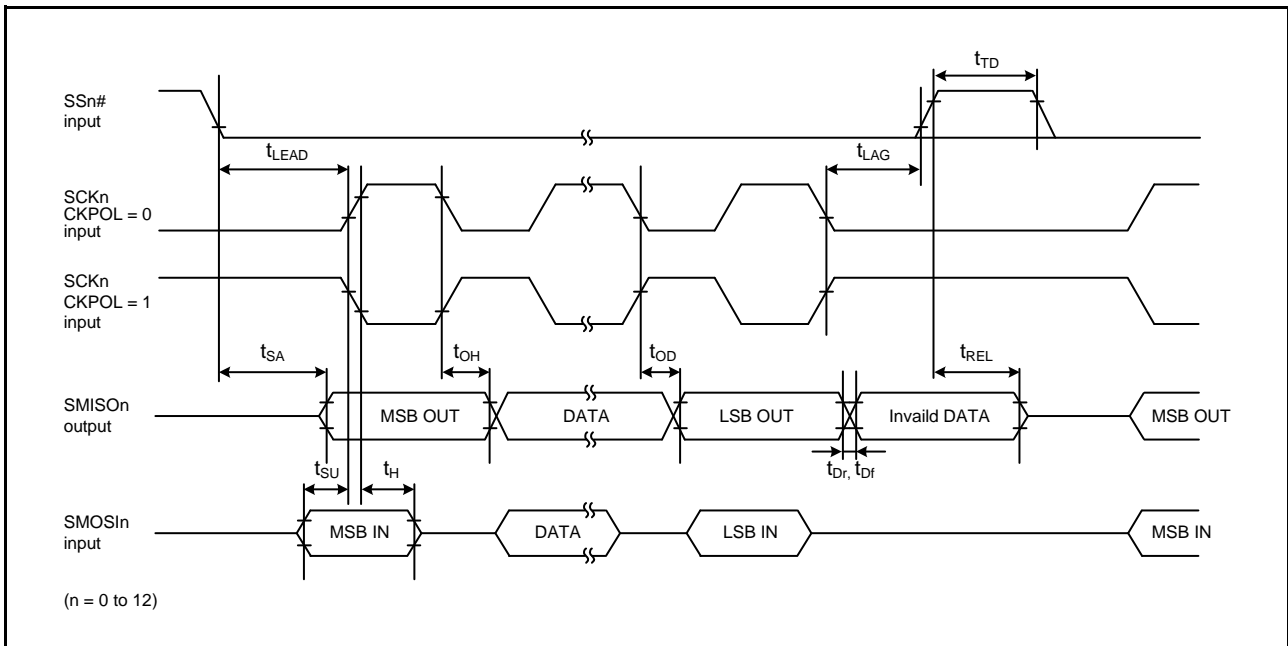 tTD
SSn#
input
tLEAD
tLAG
SCKn
CKPOL = 0
input
SCKn
CKPOL = 1
input
tSA
tOH
tOD
tREL
SMISOn
output
MSB OUT
DATA
LSB OUT
Invaild DATA
MSB OUT
tSU
tH
tDr, tDf
SMOSIn
input
MSB IN
DATA
LSB IN
MSB IN
(n = 0 to 12)